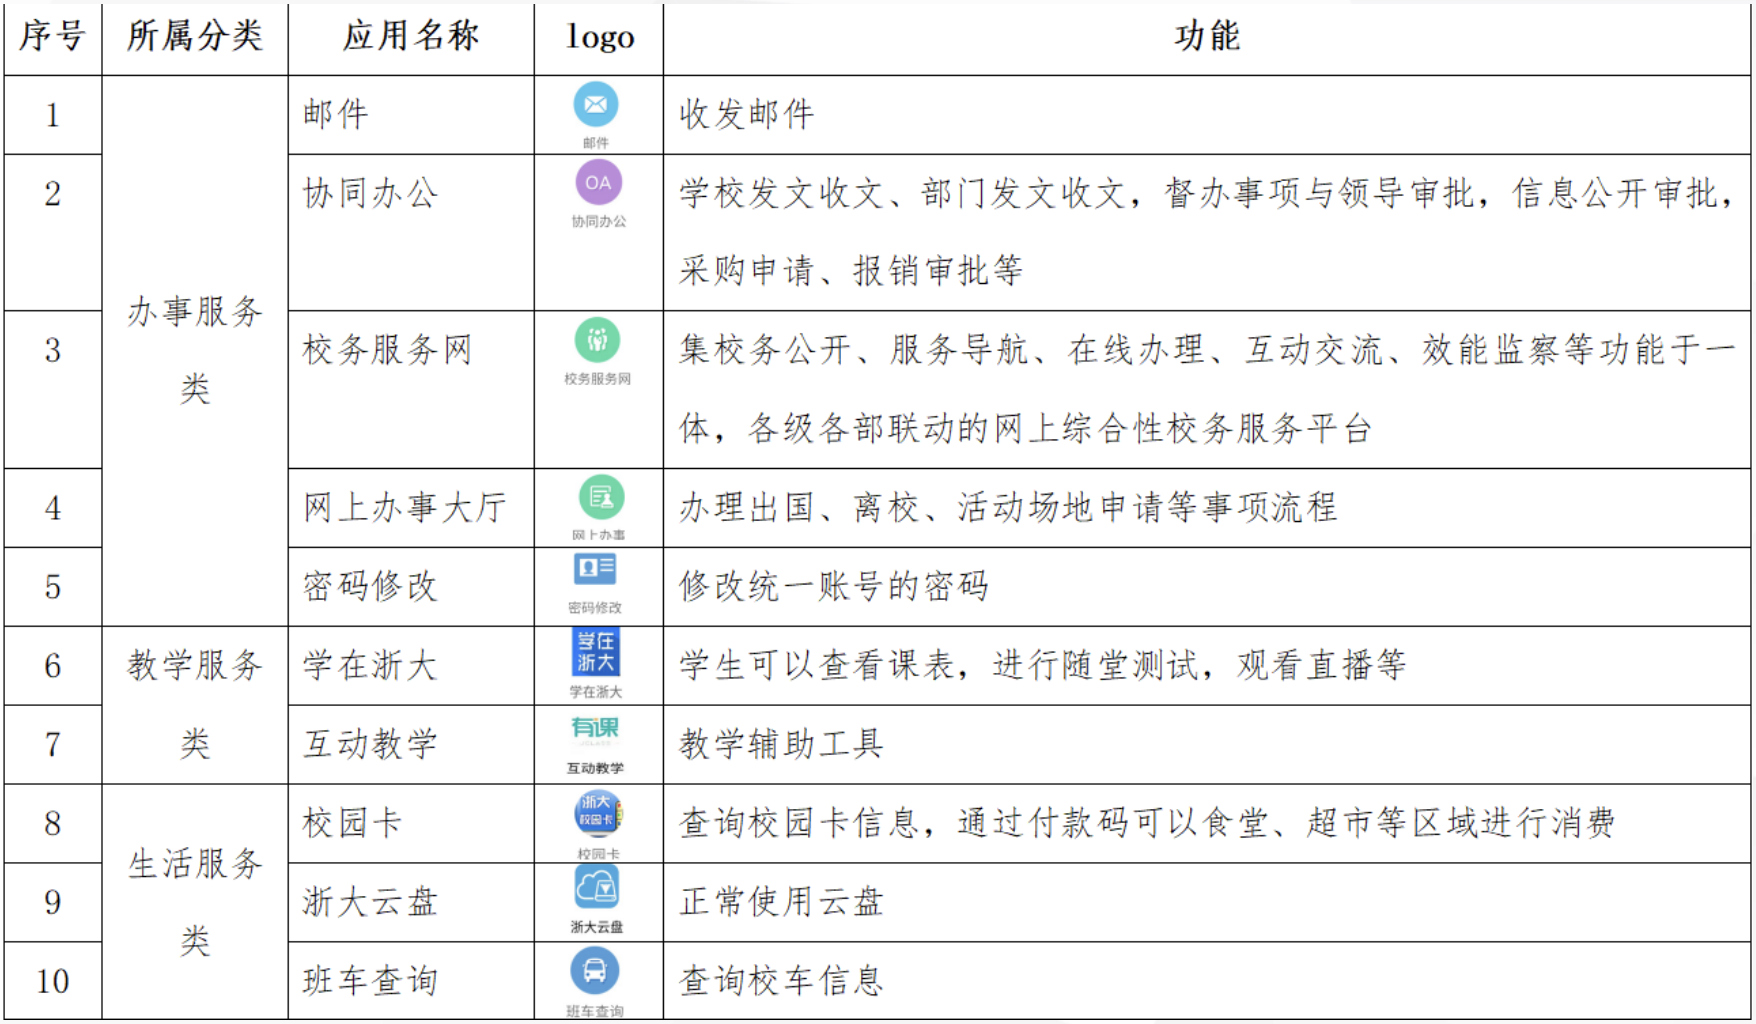 序号 所属分类 应用名称 logo 功能
1 邮件 邮件 收发邮件
2 协同办公 OA 协同办公 学校发文收文、部门发文收文，督办事项与领导审批，信息公开审批，
采购申请、报销审批等
办事服务
类
3 校务服务网 校务服务网 集校务公开、服务导航、在线办理、互动交流、效能监察等功能于一
体，各级各部联动的网上综合性校务服务平台
4 网上办事大厅 网上办事 办理出国、离校、活动场地申请等事项流程
5 密码修改 密码修改 修改统一账号的密码
教学服务
类
6 学在浙大 学在
浙大
学在浙大 学生可以查看课表，进行随堂测试，观看直播等
7 互动教学 有课 互动教学 教学辅助工具
生活服务
类
8 校园卡 浙大
校园卡
校园卡 查询校园卡信息，通过付款码可以食堂、超市等区域进行消费
9 浙大云盘 浙大云盘 正常使用云盘
10 班车查询 班车查询 查询校车信息